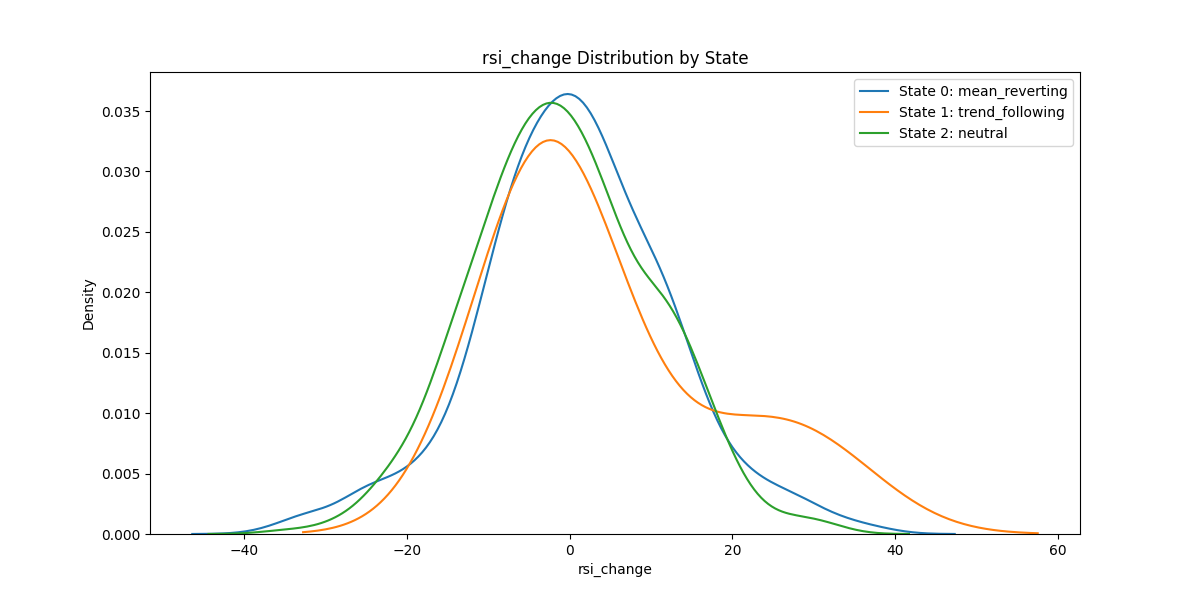 rsi_change Distribution by State
State 0: mean_reverting
State 1: trend_following
State 2: neutral
Density
0.035
0.030
0.025
0.020
0.015
0.010
0.005
0.000
−40 −20 0 20 40 60
rsi_change